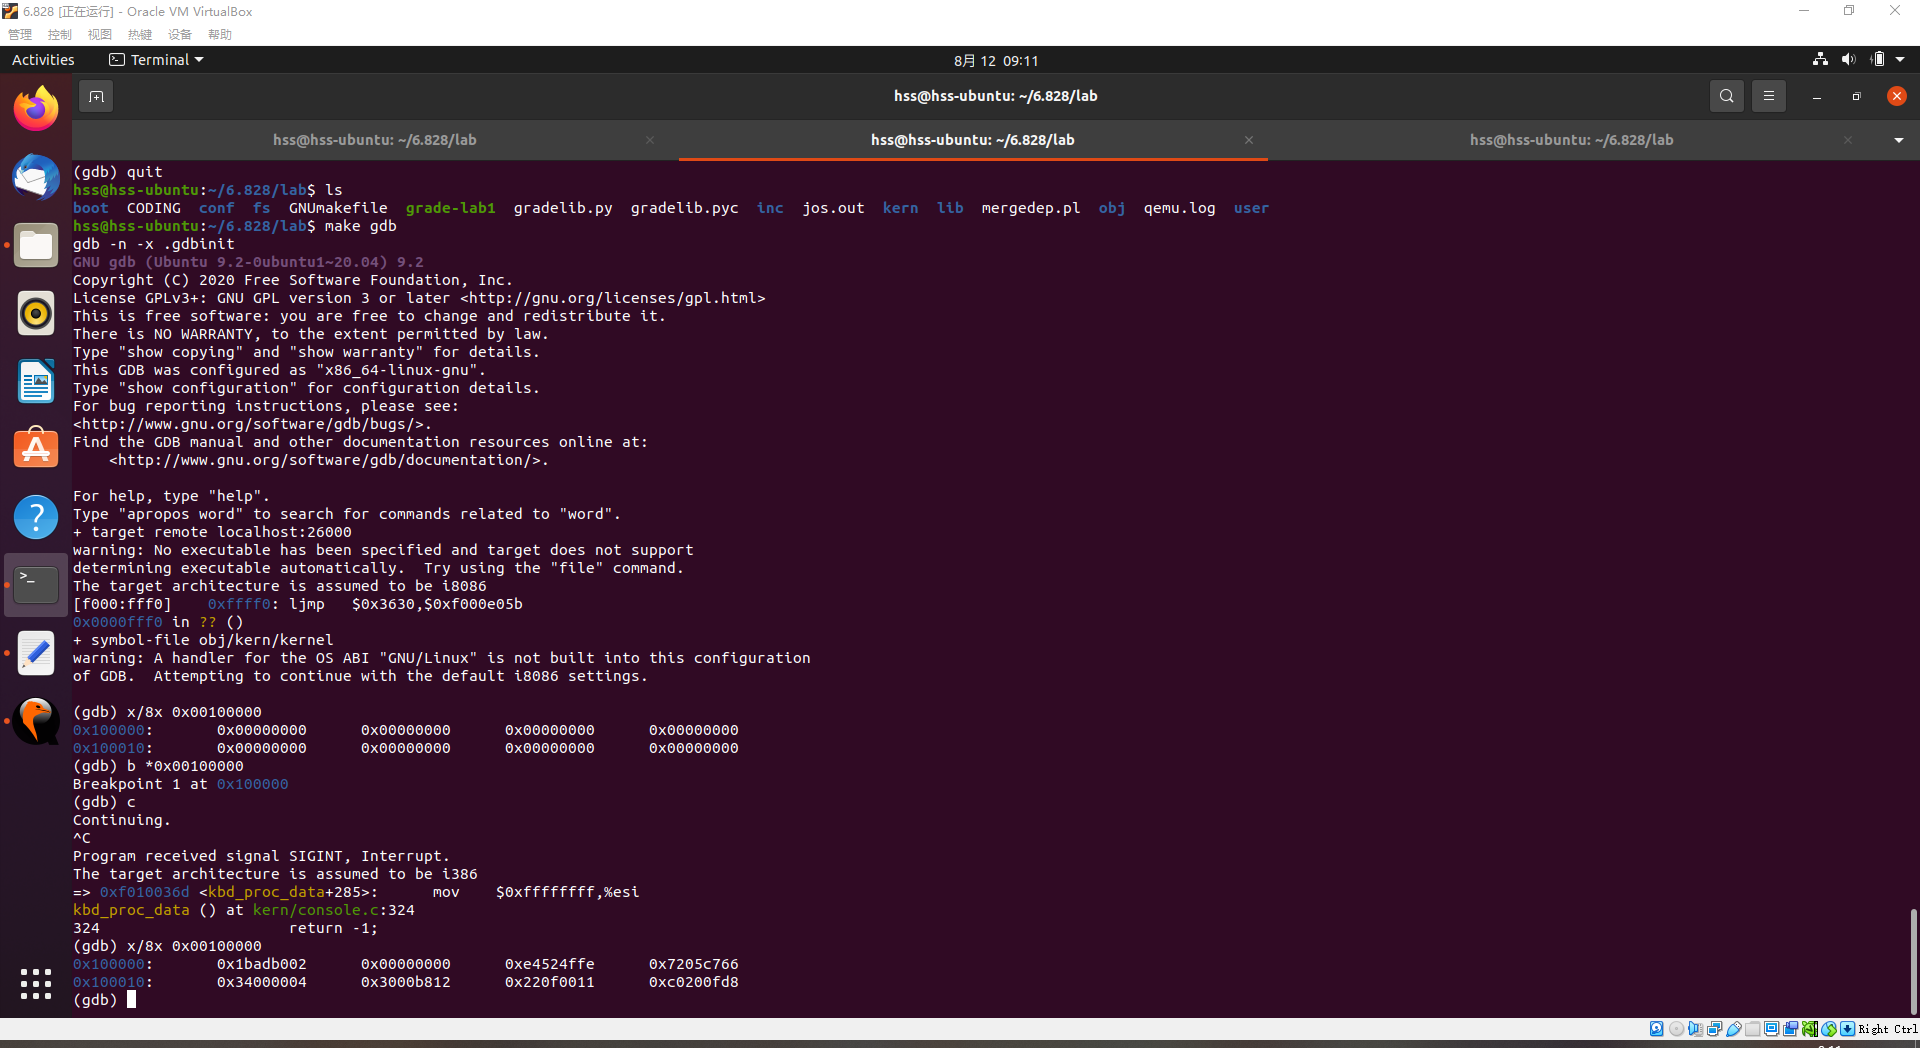 6.828 [正在运行] - Oracle VM VirtualBox
管理 控制 视图 热键 设备 帮助
Activities Terminal 8月 12 09:11
hss@hss-ubuntu: ~/6.828/lab
hss@hss-ubuntu: ~/6.828/lab × hss@hss-ubuntu: ~/6.828/lab × hss@hss-ubuntu: ~/6.828/lab ×
(gdb) quit
hss@hss-ubuntu:~/6.828/lab$ ls
boot  CODING  conf  fs  GNUmakefile  grade-lab1  gradelib.py  gradelib.pyc  inc  jos.out  kern  lib  mergedep.pl  obj  qemu.log  user
hss@hss-ubuntu:~/6.828/lab$ make gdb
gdb -n -x .gdbinit
GNU gdb (Ubuntu 9.2-0ubuntu1~20.04) 9.2
Copyright (C) 2020 Free Software Foundation, Inc.
License GPLv3+: GNU GPL version 3 or later <http://gnu.org/licenses/gpl.html>
This is free software: you are free to change and redistribute it.
There is NO WARRANTY, to the extent permitted by law.
Type "show copying" and "show warranty" for details.
This GDB was configured as "x86_64-linux-gnu".
Type "show configuration" for configuration details.
For bug reporting instructions, please see:
<http://www.gnu.org/software/gdb/bugs/>.
Find the GDB manual and other documentation resources online at:
    <http://www.gnu.org/software/gdb/documentation/>.
For help, type "help".
Type "apropos word" to search for commands related to "word".
+ target remote localhost:26000
warning: No executable has been specified and target does not support
determining executable automatically.  Try using the "file" command.
The target architecture is assumed to be i8086
[f000:fff0]    0xffff0: ljmp   $0x3630,$0xf000e05b
0x0000fff0 in ?? ()
+ symbol-file obj/kern/kernel
warning: A handler for the OS ABI "GNU/Linux" is not built into this configuration
of GDB.  Attempting to continue with the default i8086 settings.
(gdb) x/8x 0x00100000
0x100000:       0x00000000      0x00000000      0x00000000      0x00000000
0x100010:       0x00000000      0x00000000      0x00000000      0x00000000
(gdb) b *0x00100000
Breakpoint 1 at 0x100000
(gdb) c
Continuing.
^C
Program received signal SIGINT, Interrupt.
The target architecture is assumed to be i386
=> 0xf010036d <kbd_proc_data+285>:      mov    $0xffffffff,%esi
kbd_proc_data () at kern/console.c:324
324                     return -1;
(gdb) x/8x 0x00100000
0x100000:       0x1badb002      0x00000000      0xe4524ffe      0x7205c766
0x100010:       0x34000004      0x3000b812      0x220f0011      0xc0200fd8
(gdb)
Right Ctrl